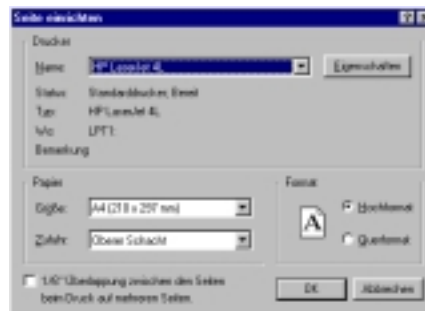 Seite einrichten
Drucker
Name: HP LaserJet 4L Eigenschaften
Status: Standarddrucker, Bereit
Typ: HP LaserJet 4L
Wo: LPT1:
Bemerkung
Papier
Größe: A4 (210 x 297 mm)
Zufuhr: Oberer Schacht
Format
A
Hochformat
Querformat
1/6" Überlappung zwischen den Seiten
beim Druck auf mehreren Seiten.
OK Abbrechen